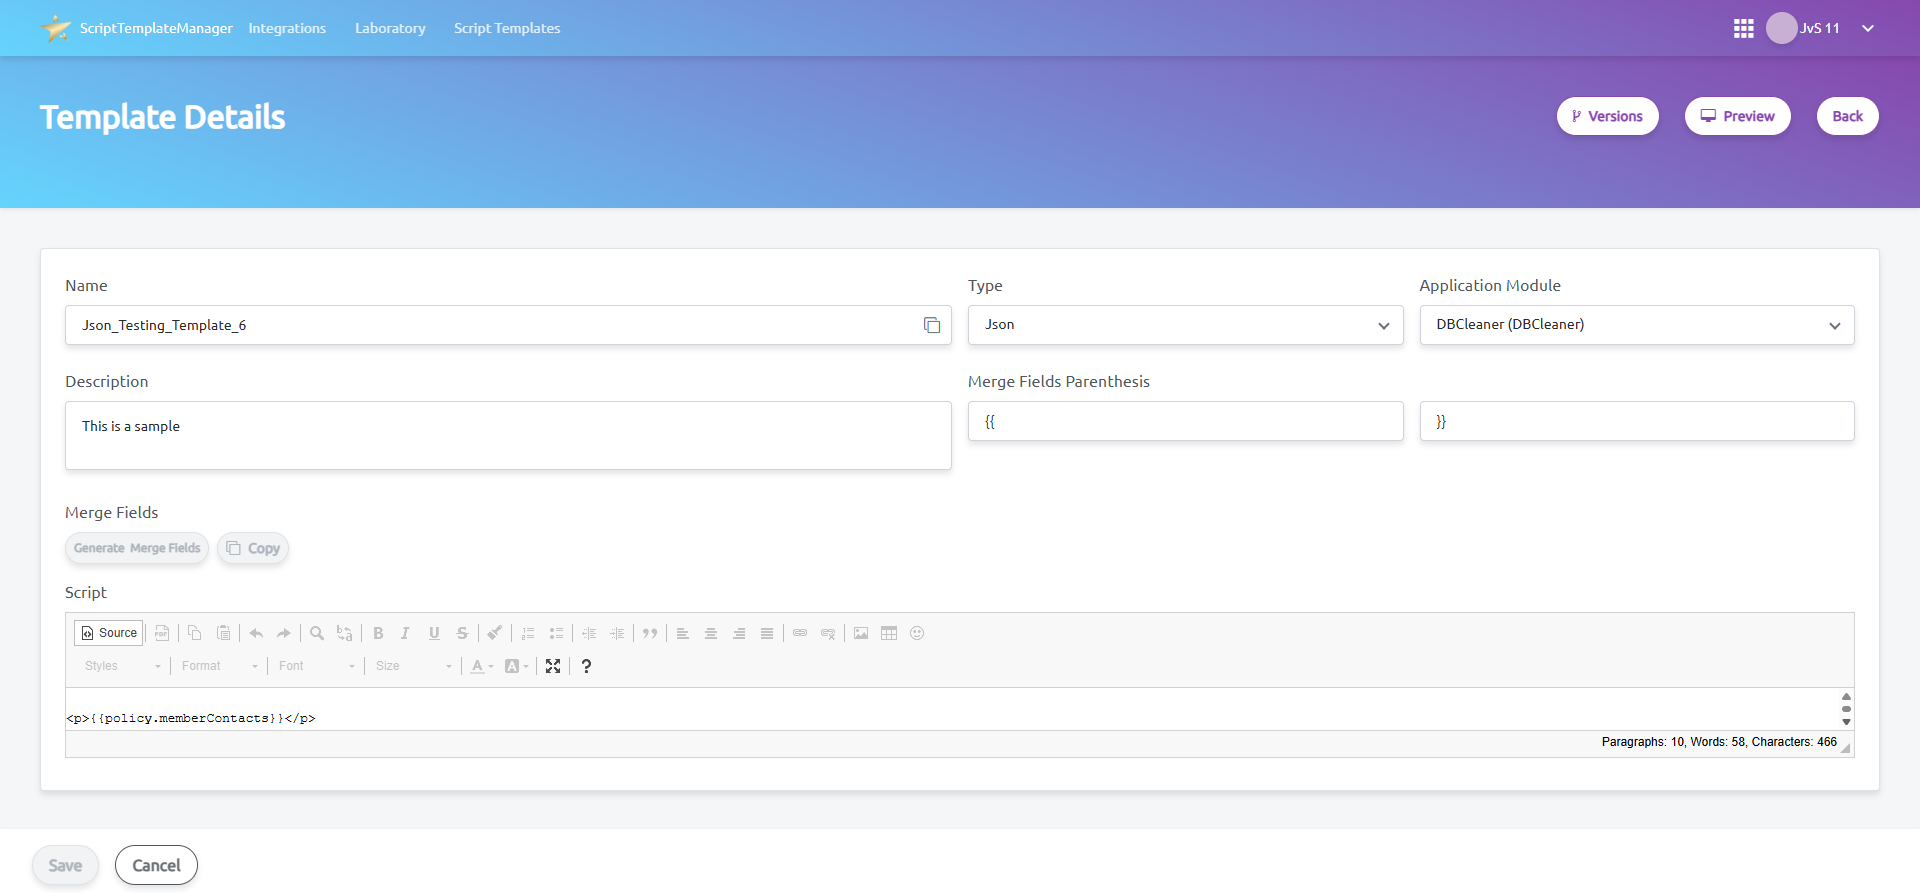 ScriptTemplateManager Integrations Laboratory Script Templates JvS 11
Template Details
Versions Preview Back
Name Type Application Module
Json_Testing_Template_6 Json DBCleaner (DBCleaner)
Description Merge Fields Parenthesis
This is a sample {{ }}
Merge Fields
Generate Merge Fields Copy
Script
Source PDF B I U S
Styles Format Font Size A A ?
<p>{{policy.memberContacts}}</p>
Paragraphs: 10, Words: 58, Characters: 466
Save Cancel